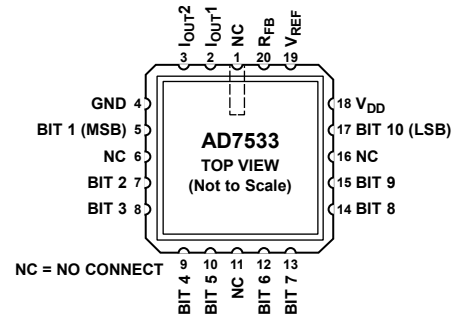 IOUT2 IOUT1 NC RFB VREF
3 2 1 20 19
GND 4
18 VDD
BIT 1 (MSB) 5
17 BIT 10 (LSB)
NC 6
16 NC
BIT 2 7
15 BIT 9
BIT 3 8
14 BIT 8
AD7533
TOP VIEW
(Not to Scale)
9 10 11 12 13
BIT 4 BIT 5 NC BIT 6 BIT 7
NC = NO CONNECT